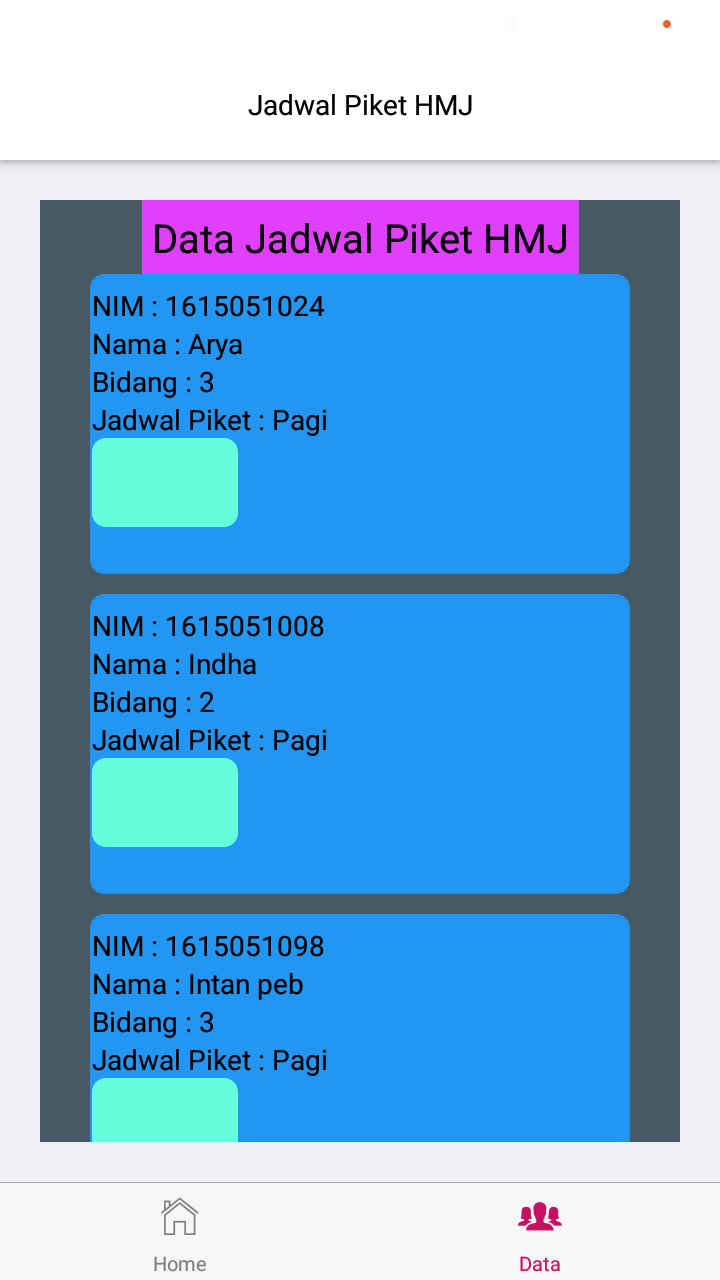 Jadwal Piket HMJ
Data Jadwal Piket HMJ
NIM : 1615051024
Nama : Arya
Bidang : 3
Jadwal Piket : Pagi
NIM : 1615051008
Nama : Indha
Bidang : 2
Jadwal Piket : Pagi
NIM : 1615051098
Nama : Intan peb
Bidang : 3
Jadwal Piket : Pagi
Home
Data